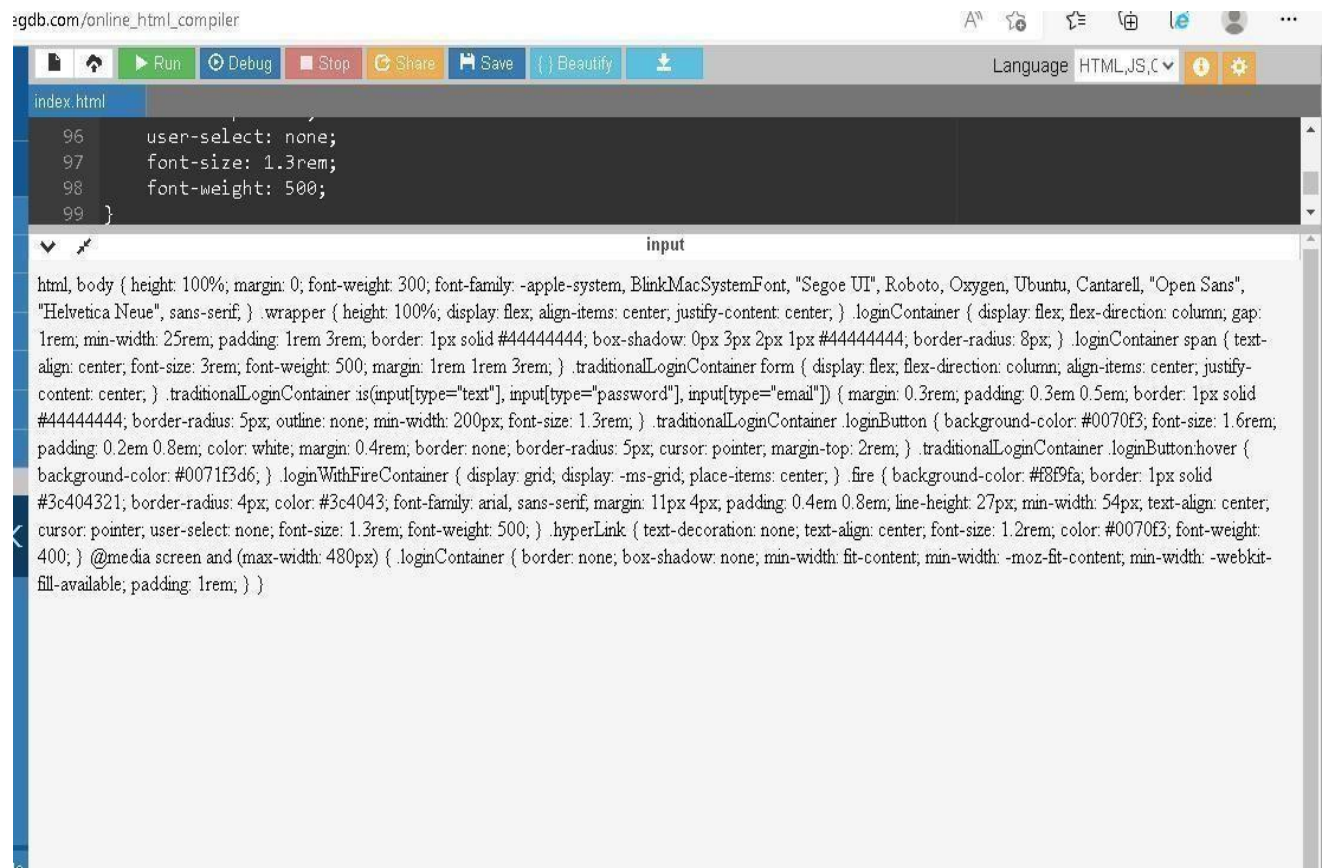 egdb.com/online_html_compiler
Run Debug Stop Share Save { } Beautify Language HTML,JS,C
index.html
96 user-select: none;
97 font-size: 1.3rem;
98 font-weight: 500;
99 }
input
html, body { height: 100%; margin: 0; font-weight: 300; font-family: -apple-system, BlinkMacSystemFont, "Segoe UI", Roboto, Oxygen, Ubuntu, Cantarell, "Open Sans",
"Helvetica Neue", sans-serif; } .wrapper { height: 100%; display: flex; align-items: center; justify-content: center; } .loginContainer { display: flex; flex-direction: column; gap:
1rem; min-width: 25rem; padding: 1rem 3rem; border: 1px solid #44444444; box-shadow: 0px 3px 2px 1px #44444444; border-radius: 8px; } .loginContainer span { text-
align: center; font-size: 3rem; font-weight: 500; margin: 1rem 1rem 3rem; } .traditionalLoginContainer form { display: flex; flex-direction: column; align-items: center; justify-
content: center; } .traditionalLoginContainer :is(input[type="text"], input[type="password"], input[type="email"]) { margin: 0.3rem; padding: 0.3em 0.5em; border: 1px solid
#44444444; border-radius: 5px; outline: none; min-width: 200px; font-size: 1.3rem; } .traditionalLoginContainer .loginButton { background-color: #0070f3; font-size: 1.6rem;
padding: 0.2em 0.8em; color: white; margin: 0.4rem; border: none; border-radius: 5px; cursor: pointer; margin-top: 2rem; } .traditionalLoginContainer .loginButton:hover {
background-color: #0071f3d6; } .loginWithFireContainer { display: grid; display: -ms-grid; place-items: center; } .fire { background-color: #f8f9fa; border: 1px solid
#3c404321; border-radius: 4px; color: #3c4043; font-family: arial, sans-serif; margin: 11px 4px; padding: 0.4em 0.8em; line-height: 27px; min-width: 54px; text-align: center;
cursor: pointer; user-select: none; font-size: 1.3rem; font-weight: 500; } .hyperLink { text-decoration: none; text-align: center; font-size: 1.2rem; color: #0070f3; font-weight:
400; } @media screen and (max-width: 480px) { .loginContainer { border: none; box-shadow: none; min-width: fit-content; min-width: -moz-fit-content; min-width: -webkit-
fill-available; padding: 1rem; } }